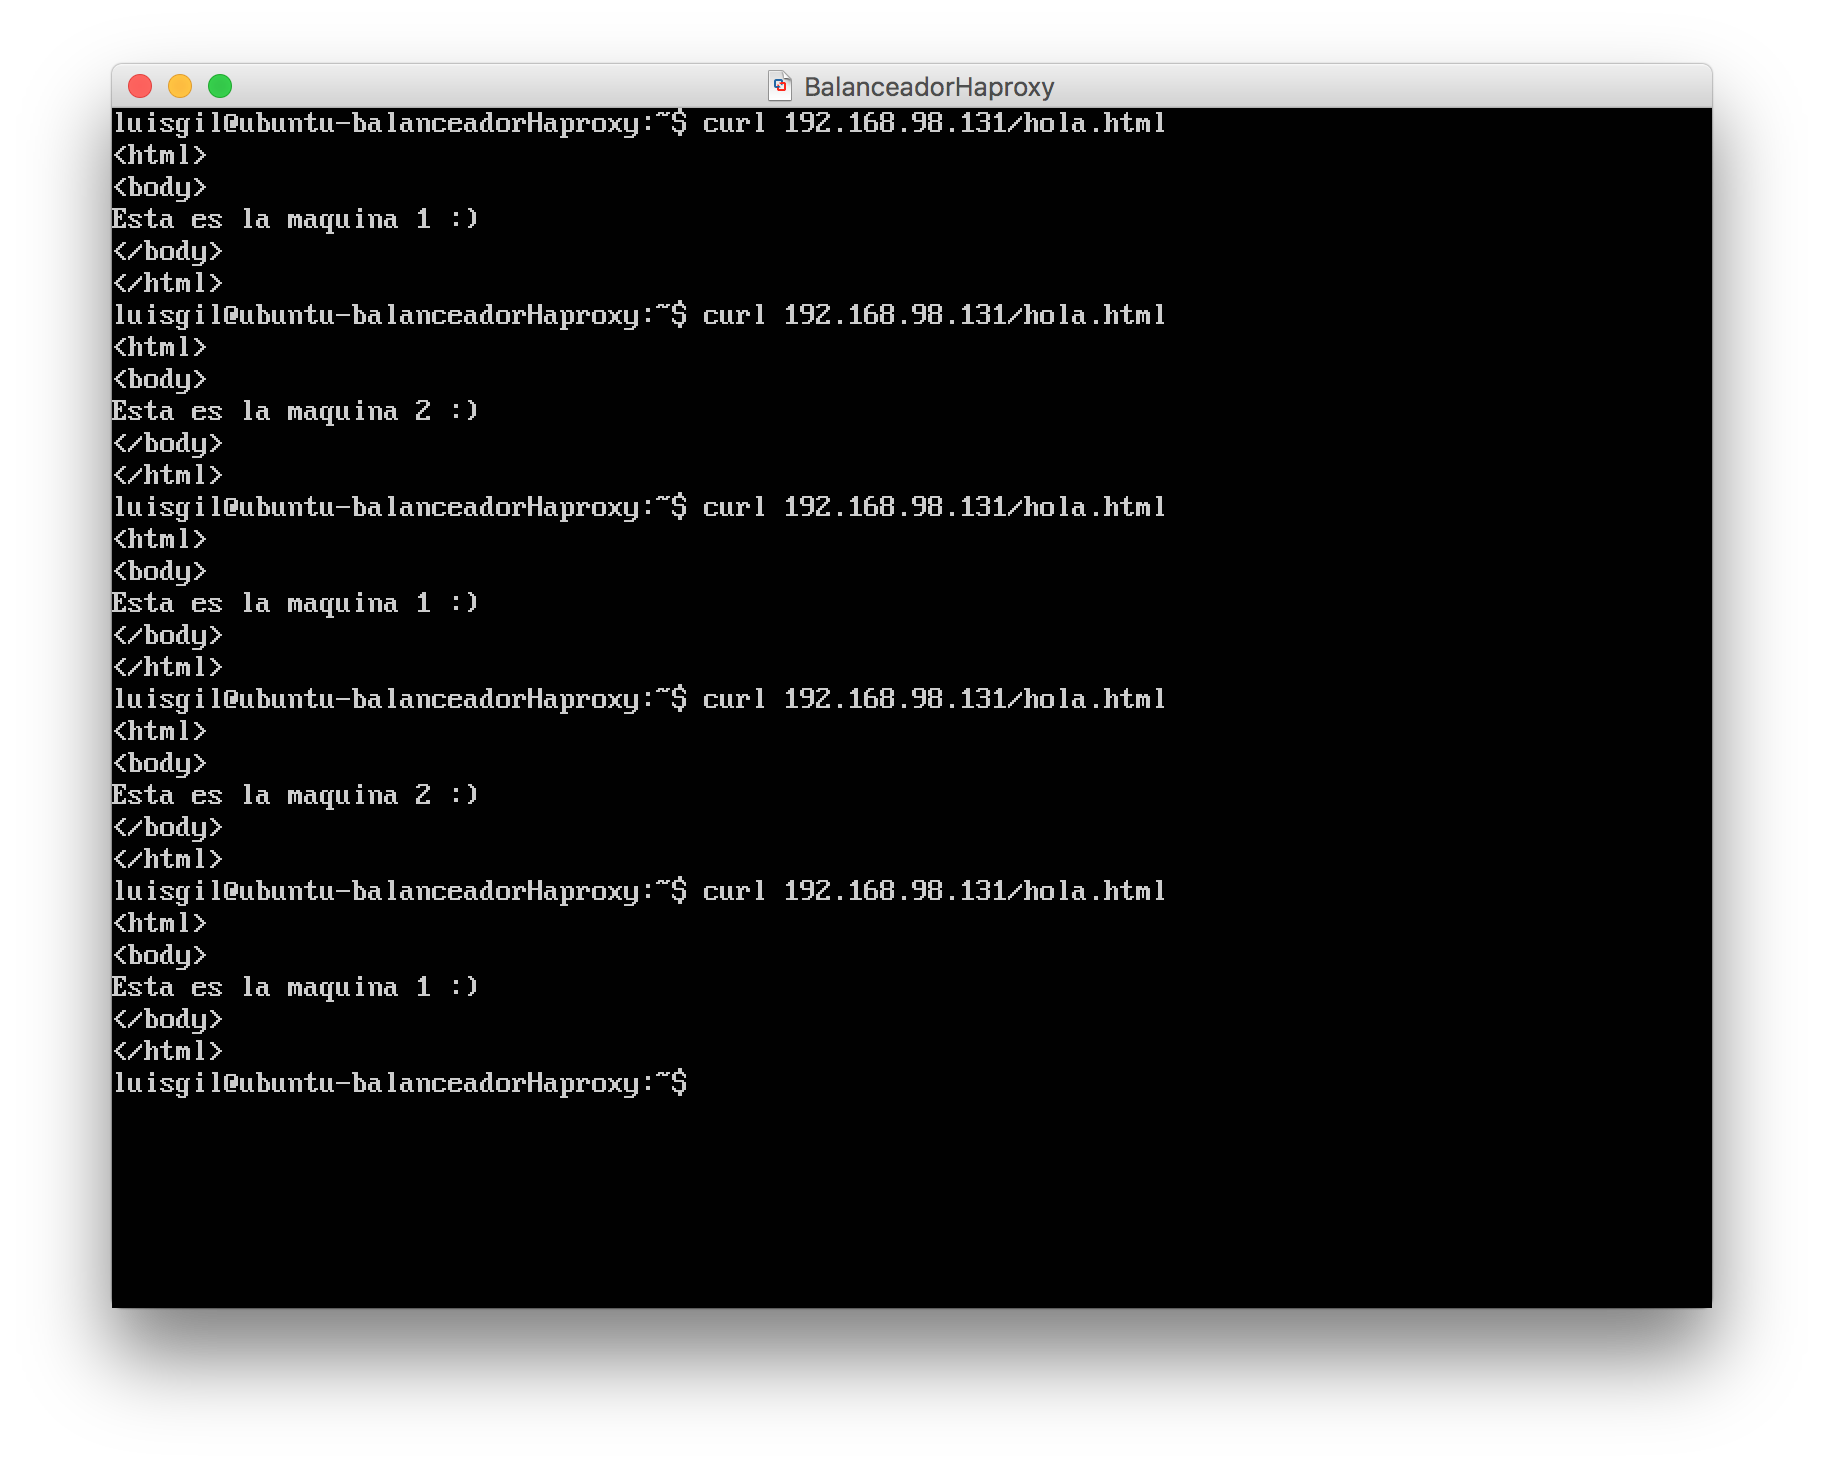 BalanceadorHaproxy
luisgil@ubuntu-balanceadorHaproxy:~$ curl 192.168.98.131/hola.html
<html>
<body>
Esta es la maquina 1 :)
</body>
</html>
luisgil@ubuntu-balanceadorHaproxy:~$ curl 192.168.98.131/hola.html
<html>
<body>
Esta es la maquina 2 :)
</body>
</html>
luisgil@ubuntu-balanceadorHaproxy:~$ curl 192.168.98.131/hola.html
<html>
<body>
Esta es la maquina 1 :)
</body>
</html>
luisgil@ubuntu-balanceadorHaproxy:~$ curl 192.168.98.131/hola.html
<html>
<body>
Esta es la maquina 2 :)
</body>
</html>
luisgil@ubuntu-balanceadorHaproxy:~$ curl 192.168.98.131/hola.html
<html>
<body>
Esta es la maquina 1 :)
</body>
</html>
luisgil@ubuntu-balanceadorHaproxy:~$